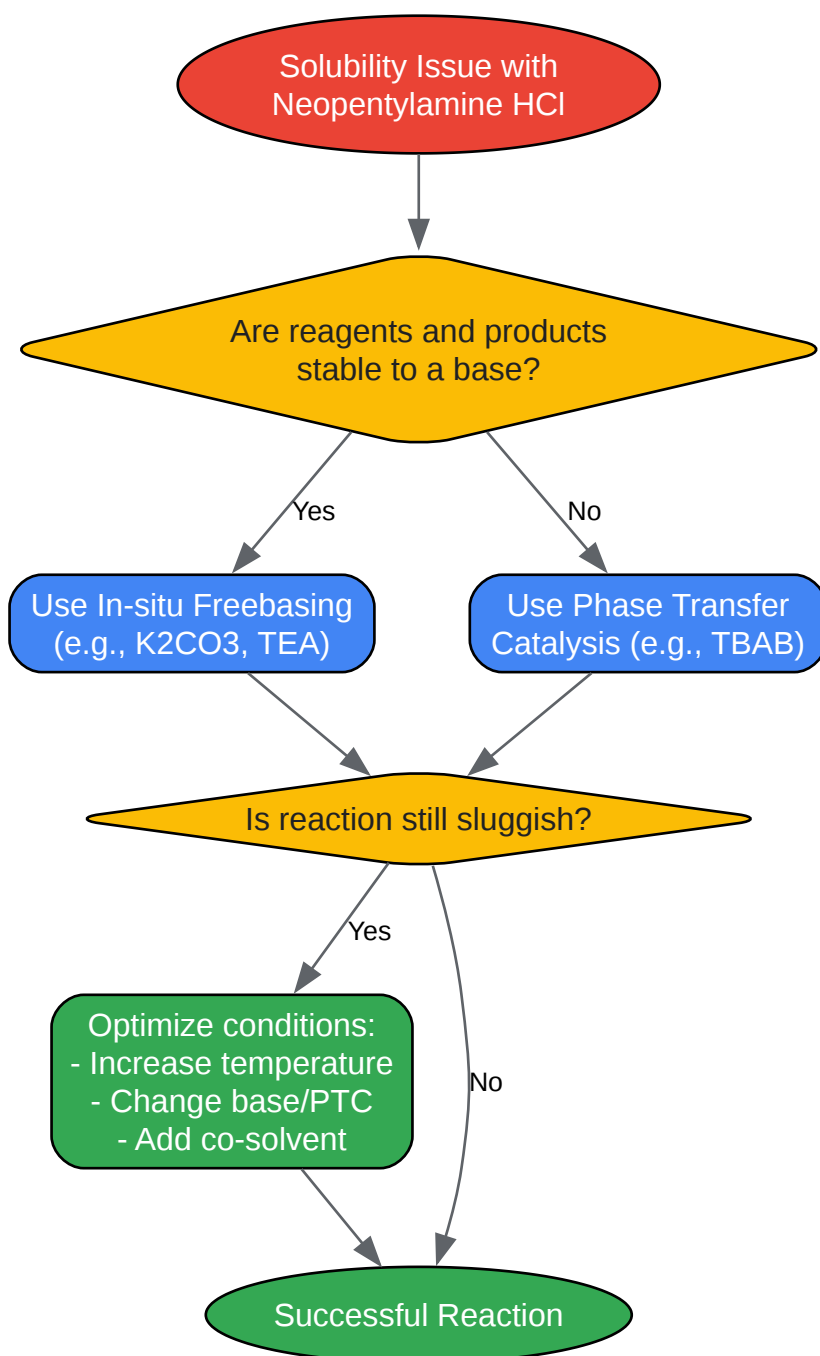 Solubility Issue with
Neopentylamine HCl
Are reagents and products
stable to a base?
Yes
No
Use In-situ Freebasing
(e.g., K2CO3, TEA)
Use Phase Transfer
Catalysis (e.g., TBAB)
Is reaction still sluggish?
Yes
Optimize conditions:
- Increase temperature
- Change base/PTC
- Add co-solvent
No
Successful Reaction